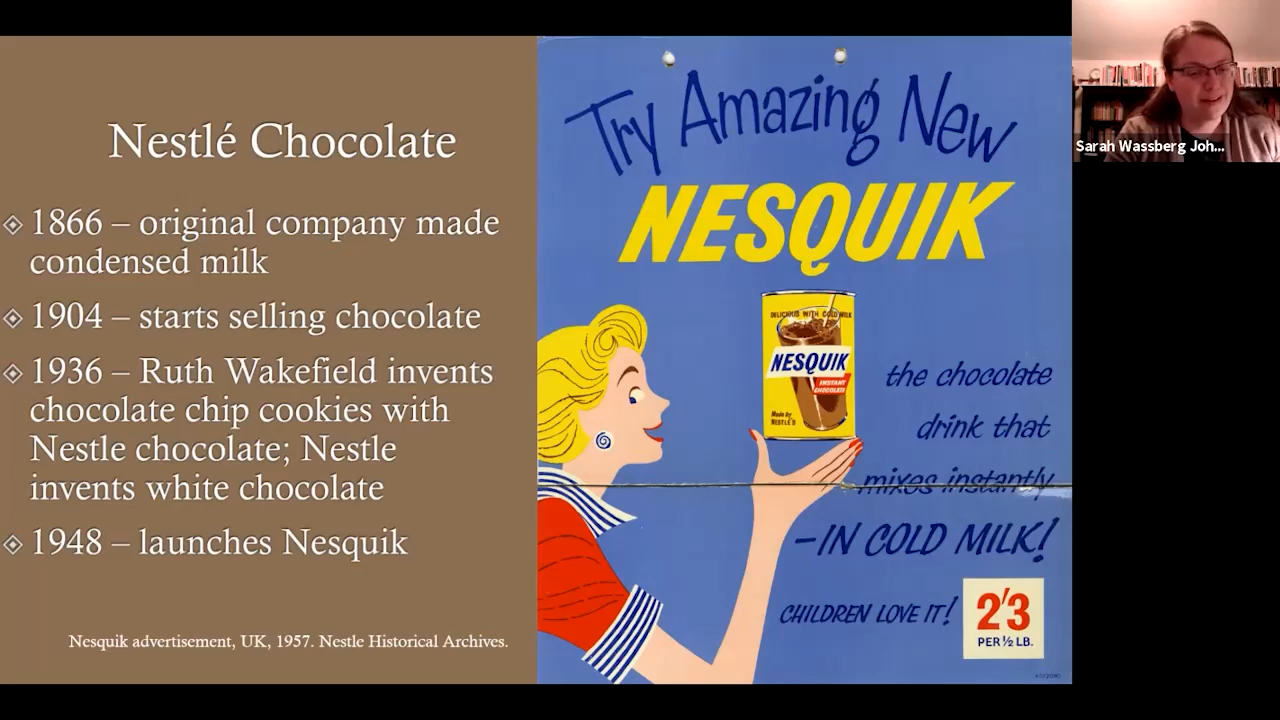 Nestlé Chocolate
1866 – original company made
condensed milk
1904 – starts selling chocolate
1936 – Ruth Wakefield invents
chocolate chip cookies with
Nestle chocolate; Nestle
invents white chocolate
1948 – launches Nesquik
Nesquik advertisement, UK, 1957. Nestle Historical Archives.
Try Amazing New
NESQUIK
DELICIOUS WITH COLD MILK
NESQUIK
INSTANT
CHOCOLATE
Made by
NESTLÉ'S
the chocolate
drink that
mixes instantly
–IN COLD MILK!
CHILDREN LOVE IT!
2'3
PER ½ LB.
Sarah Wassberg Joh...